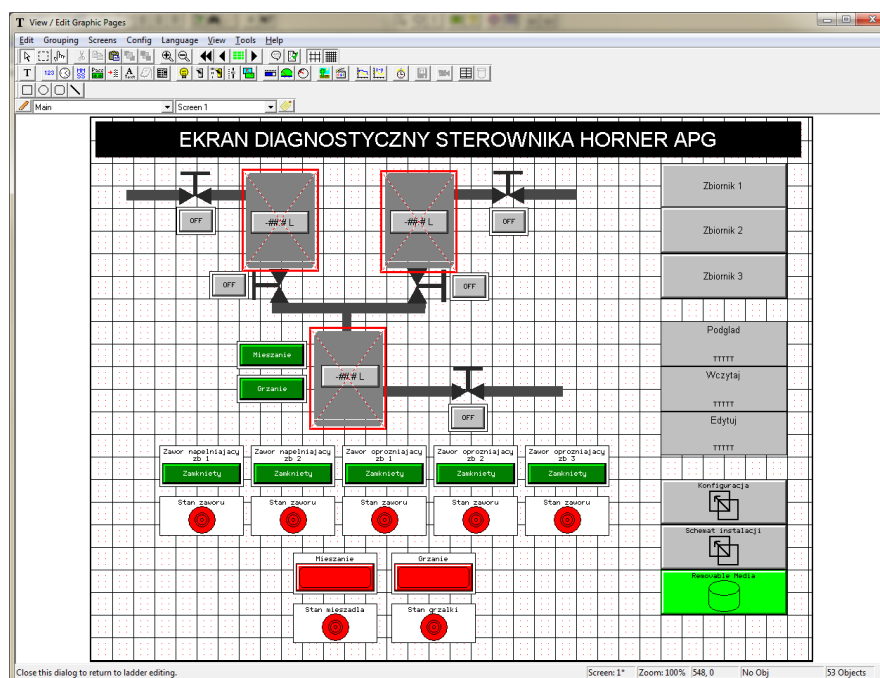 T View / Edit Graphic Pages
Edit Grouping Screens Config Language View Tools Help
T 123
Main Screen 1
EKRAN DIAGNOSTYCZNY STEROWNIKA HORNER APG
Zbiornik 1
OFF -##.# L -##.# L OFF
Zbiornik 2
OFF OFF
Zbiornik 3
Podglad
TTTTT
Mieszanie
-##.# L
Wczytaj
Grzanie
TTTTT
OFF
Edytuj
TTTTT
Zawor napelniajacy zb 1
Zawor napelniajacy zb 2
Zawor oprozniajacy zb 1
Zawor oprozniajacy zb 2
Zawor oprozniajacy zb 3
Zamkniety Zamkniety Zamkniety Zamkniety Zamkniety
Konfiguracja
Stan zaworu Stan zaworu Stan zaworu Stan zaworu Stan zaworu
Schemat instalacji
Mieszanie Grzanie
Removable Media
Stan mieszadla Stan grzalki
Close this dialog to return to ladder editing. Screen: 1* Zoom: 100% 548, 0 No Obj 53 Objects